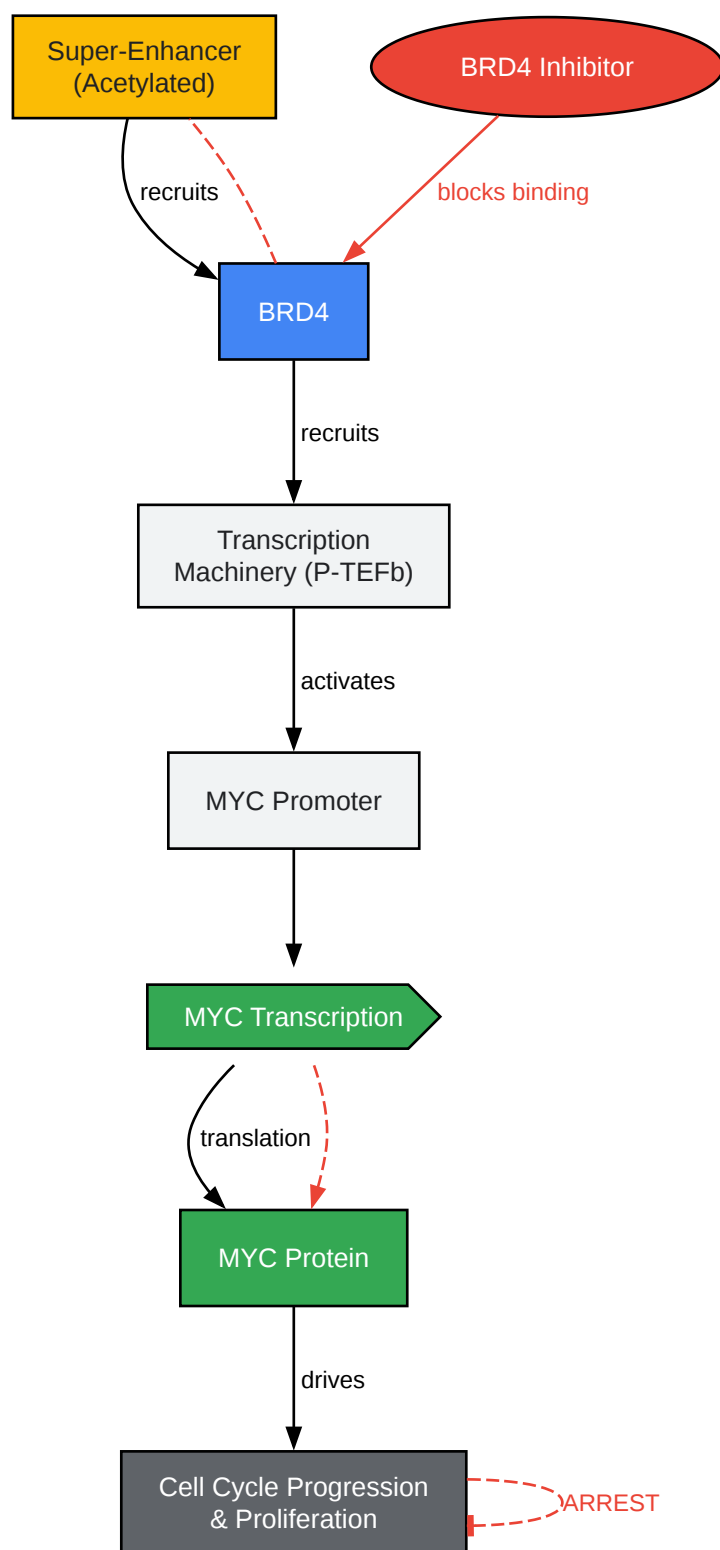 Super-Enhancer
(Acetylated)
BRD4 Inhibitor
recruits
blocks binding
BRD4
recruits
Transcription
Machinery (P-TEFb)
activates
MYC Promoter
MYC Transcription
translation
MYC Protein
drives
Cell Cycle Progression
& Proliferation
ARREST